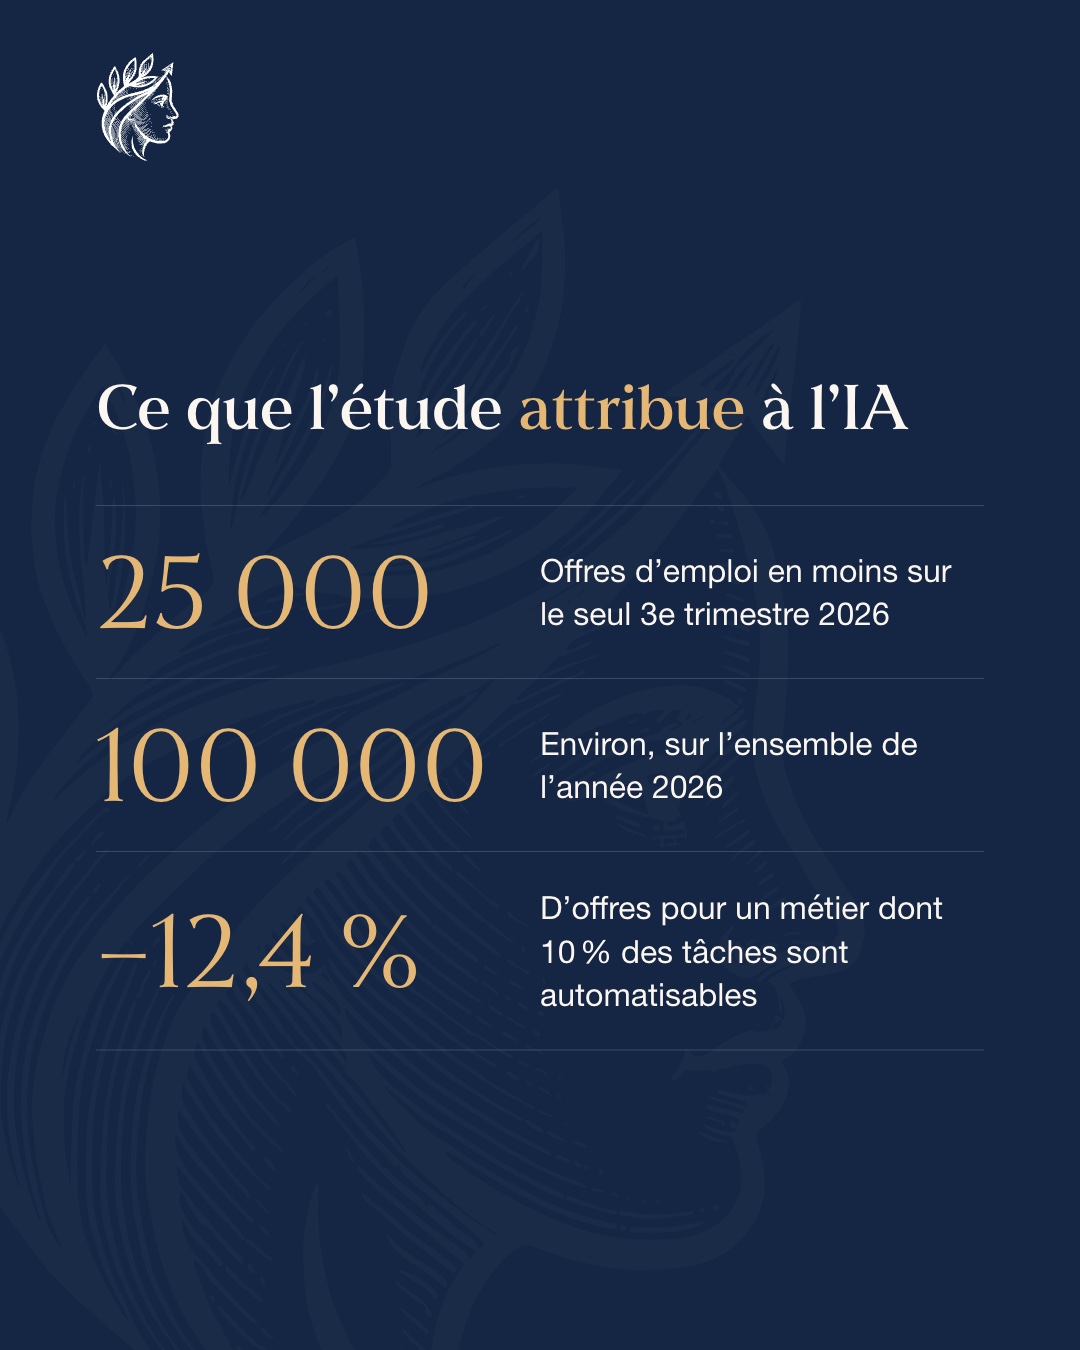 Ce que l’étude attribue à l’IA
25 000
Offres d’emploi en moins sur
le seul 3e trimestre 2026
100 000
Environ, sur l’ensemble de
l’année 2026
–12,4 %
D’offres pour un métier dont
10 % des tâches sont
automatisables